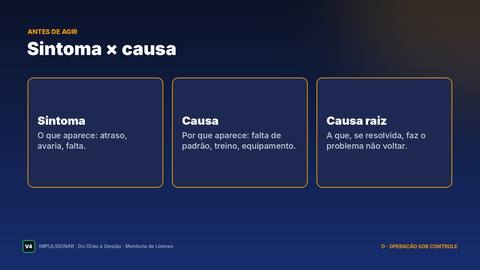 ANTES DE AGIR
Sintoma × causa
Sintoma
O que aparece: atraso,
avaria, falta.
Causa
Por que aparece: falta de
padrão, treino, equipamento.
Causa raiz
A que, se resolvida, faz o
problema não voltar.
V4
IMPULSIONAR · Do Chão à Gestão · Mentoria de Líderes
O · OPERAÇÃO SOB CONTROLE